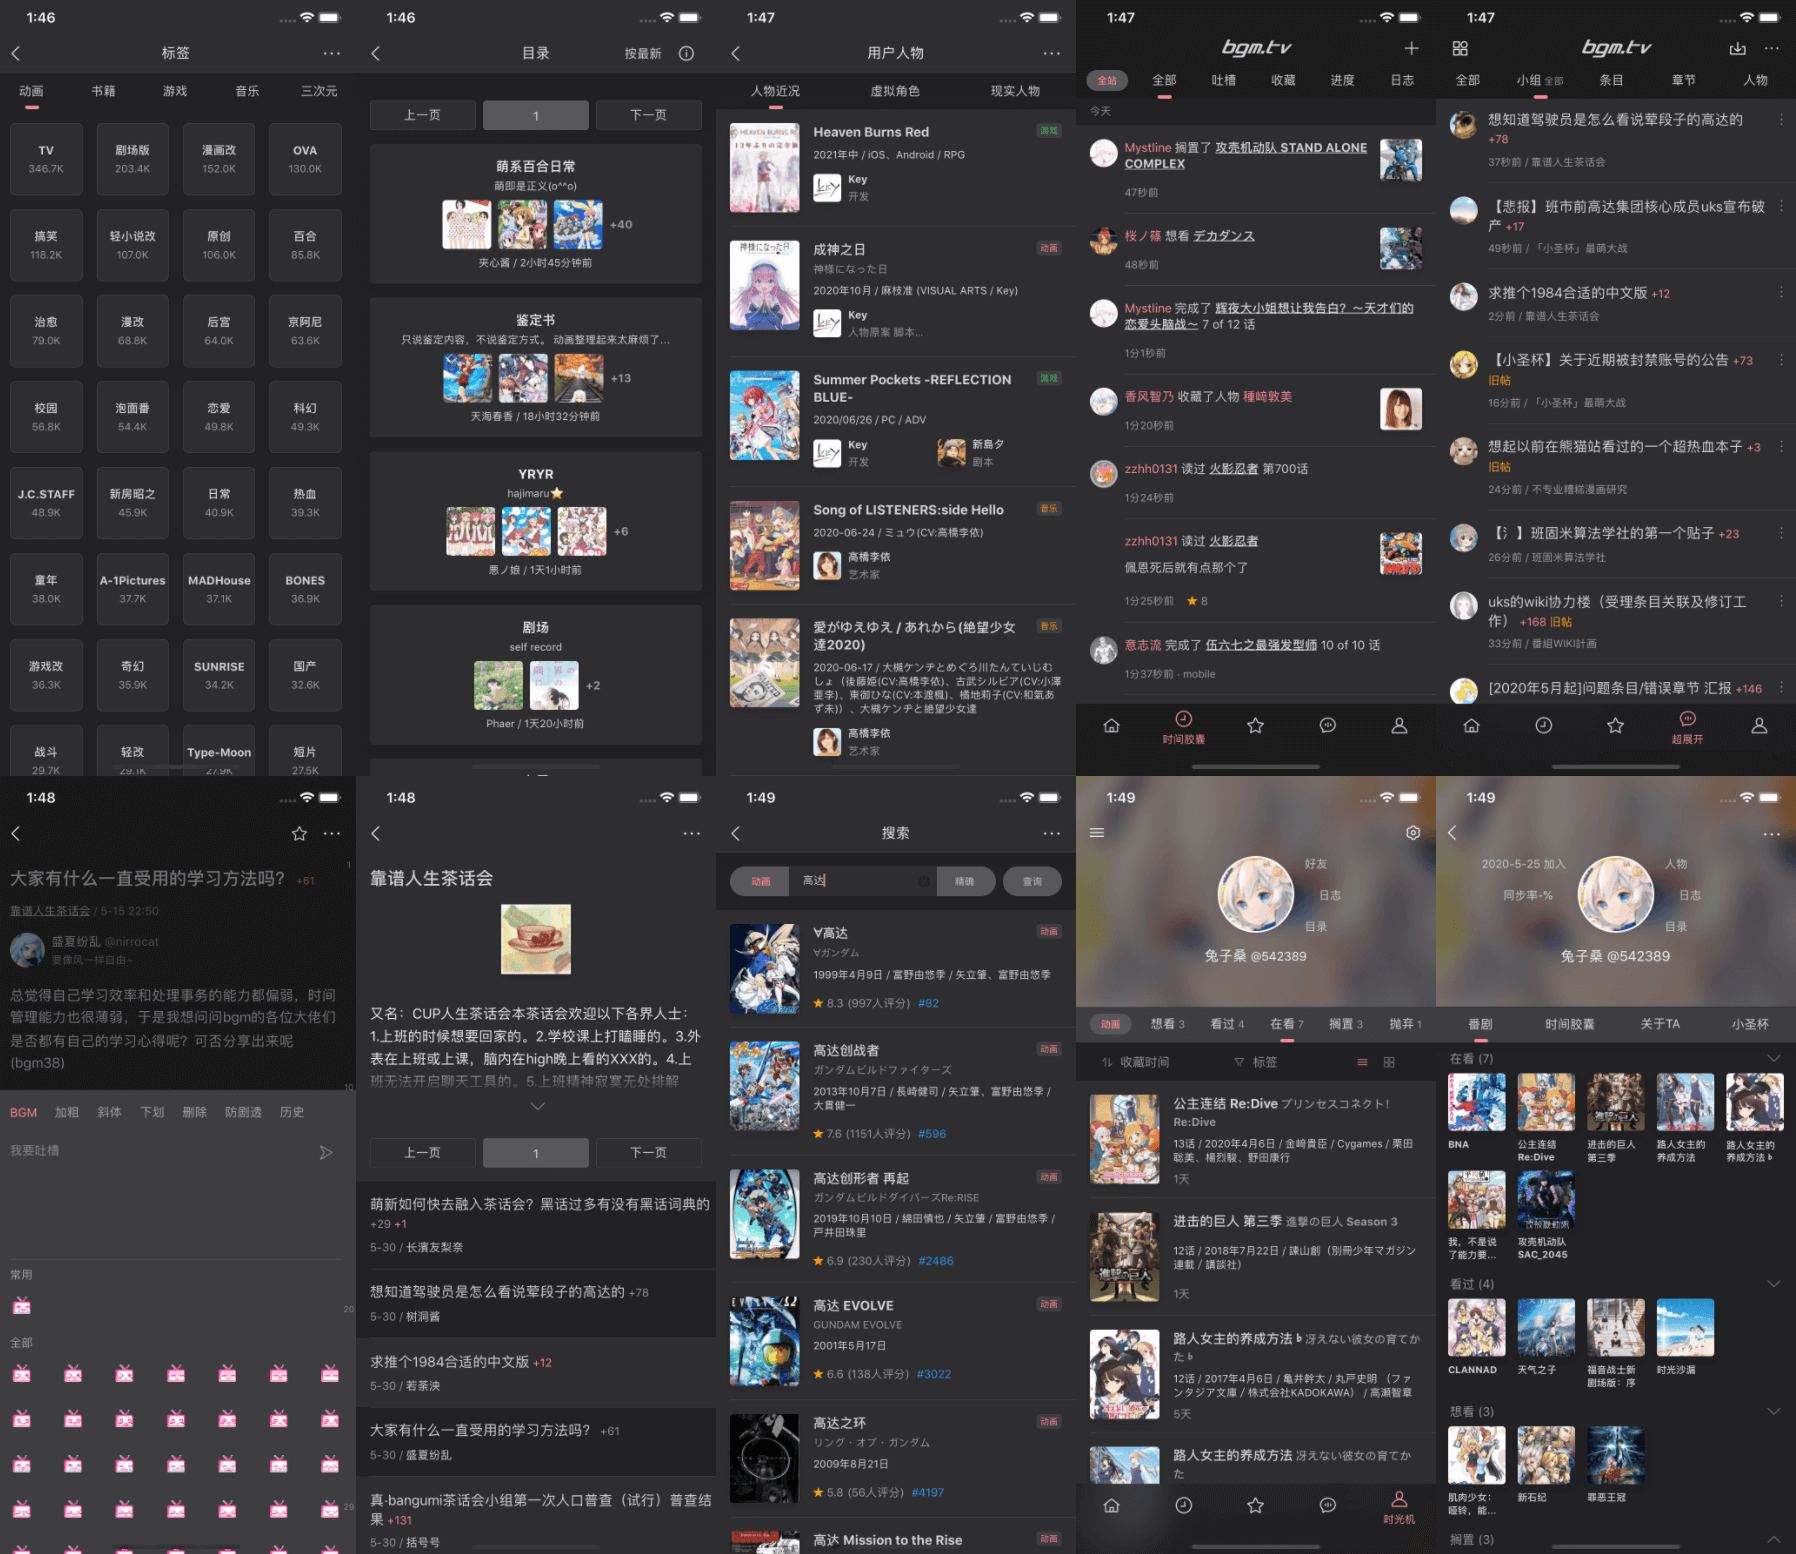 1:46
标签
动画 书籍 游戏 音乐 三次元
TV 剧场版 漫画改 OVA
346.7K 203.4K 152.0K 130.0K
搞笑 轻小说改 原创 百合
118.2K 107.0K 106.0K 85.8K
治愈 漫改 后宫 京阿尼
79.0K 68.8K 64.0K 63.6K
校园 泡面番 恋爱 科幻
56.8K 54.4K 49.8K 49.3K
J.C.STAFF 新房昭之 日常 热血
48.9K 45.9K 40.9K 39.3K
童年 A-1Pictures MADHouse BONES
38.0K 37.7K 37.1K 36.9K
游戏改 奇幻 SUNRISE 国产
36.3K 35.9K 34.2K 32.6K
战斗 轻改 Type-Moon 短片
29.7K 29.1K 27.9K 27.5K
1:46
目录
按最新
上一页 1 下一页
萌系百合日常
萌即是正义(o^^o)
+40
夹心酱 / 2小时45分钟前
鉴定书
只说鉴定内容，不说鉴定方式。 动画整理起来太麻烦了...
+13
天海春香 / 18小时32分钟前
YRYR
hajimaru⭐
+6
悪ノ娘 / 1天1小时前
剧场
self record
+2
Phaer / 1天20小时前
1:47
用户人物
人物近况 虚拟角色 现实人物
Heaven Burns Red 游戏
2021年中 / iOS、Android / RPG
Key
开发
成神之日 动画
神様になった日
2020年10月 / 麻枝准 (VISUAL ARTS / Key)
Key
人物原案 脚本...
Summer Pockets -REFLECTION 游戏
BLUE-
2020/06/26 / PC / ADV
Key 新島夕
开发 剧本
Song of LISTENERS:side Hello 音乐
2020-06-24 / ミュウ(CV:高橋李依)
高橋李依
艺术家
愛がゆえゆえ / あれから(絶望少女 音乐
達2020)
2020-06-17 / 大槻ケンヂとめぐろ川たんていじむ
しょ（後藤姫(CV:高橋李依)、古武シルビア(CV:小澤
亜李)、東御ひな(CV:本渡楓)、橘地莉子(CV:和氣あ
ず未)）、大槻ケンヂと絶望少女達
高橋李依
艺术家
1:47
bgm.tv
全站 全部 吐槽 收藏 进度 日志
今天
Mystline 搁置了 攻壳机动队 STAND ALONE
COMPLEX
47秒前
桜ノ篠 想看 デカダンス
48秒前
Mystline 完成了 辉夜大小姐想让我告白？～天才们的
恋爱头脑战～ 7 of 12 话
1分1秒前
香风智乃 收藏了人物 種﨑敦美
1分20秒前
zzhh0131 读过 火影忍者 第700话
1分24秒前
zzhh0131 读过 火影忍者
佩恩死后就有点那个了
1分25秒前 ★ 8
意志流 完成了 伍六七之最强发型师 10 of 10 话
1分37秒前 · mobile
时间胶囊
1:47
bgm.tv
全部 小组 全部 条目 章节 人物
想知道驾驶员是怎么看说荤段子的高达的
+78
37秒前 / 靠谱人生茶话会
【悲报】班市前高达集团核心成员uks宣布破
产 +17
49秒前 / 「小圣杯」最萌大战
求推个1984合适的中文版 +12
2分前 / 靠谱人生茶话会
【小圣杯】关于近期被封禁账号的公告 +73
旧帖
16分前 / 「小圣杯」最萌大战
想起以前在熊猫站看过的一个超热血本子 +3
旧帖
24分前 / 不专业糟糕漫画研究
【氵】班固米算法学社的第一个贴子 +23
26分前 / 班固米算法学社
uks的wiki协力楼（受理条目关联及修订工
作） +168 旧帖
33分前 / 番組WIKI計画
[2020年5月起]问题条目/错误章节 汇报 +146
超展开
1:48
1
大家有什么一直受用的学习方法吗？ +61
靠谱人生茶话会 / 5-15 22:50
盛夏纷乱 @nirrocat
要像风一样自由~
总觉得自己学习效率和处理事务的能力都偏弱，时间
管理能力也很薄弱，于是我想问问bgm的各位大佬们
是否都有自己的学习心得呢？可否分享出来呢
(bgm38)
10
BGM 加粗 斜体 下划 删除 防剧透 历史
我要吐槽
常用
20
全部
29
1:48
靠谱人生茶话会
又名：CUP人生茶话会本茶话会欢迎以下各界人士：
1.上班的时候想要回家的。2.学校课上打瞌睡的。3.外
表在上班或上课，脑内在high晚上看的XXX的。4.上
班无法开启聊天工具的。5.上班精神寂寞无处排解
上一页 1 下一页
萌新如何快去融入茶话会？黑话过多有没有黑话词典的
+29 +1
5-30 / 长濱友梨奈
想知道驾驶员是怎么看说荤段子的高达的 +78
5-30 / 树洞酱
求推个1984合适的中文版 +12
5-30 / 若荼泱
大家有什么一直受用的学习方法吗？ +61
5-30 / 盛夏纷乱
真·bangumi茶话会小组第一次人口普查（试行）普查结
果 +131
5-30 / 括号号
1:49
搜索
动画 高达 精确 查询
∀高达 动画
∀ガンダム
1999年4月9日 / 富野由悠季 / 矢立肇、富野由悠季
★ 8.3 (997人评分) #82
高达创战者 动画
ガンダムビルドファイターズ
2013年10月7日 / 長崎健司 / 矢立肇、富野由悠季 /
大貫健一
★ 7.6 (1151人评分) #596
高达创形者 再起 动画
ガンダムビルドダイバーズRe:RISE
2019年10月10日 / 綿田慎也 / 矢立肇 / 富野由悠季 /
戸井田珠里
★ 6.9 (230人评分) #2486
高达 EVOLVE 动画
GUNDAM EVOLVE
2001年5月17日
★ 6.6 (138人评分) #3022
高达之环 动画
リング・オブ・ガンダム
2009年8月21日
★ 5.8 (56人评分) #4197
高达 Mission to the Rise 动画
1:49
好友
日志
目录
兔子桑 @542389
动画 想看 3 看过 4 在看 7 搁置 3 抛弃 1
收藏时间 标签
公主连结 Re:Dive プリンセスコネクト！
Re:Dive
13话 / 2020年4月6日 / 金﨑貴臣 / Cygames / 栗田
聡美、楊烈駿、野田康行
1天
进击的巨人 第三季 進撃の巨人 Season 3
12话 / 2018年7月22日 / 諫山創（別冊少年マガジン
連載 / 講談社）
1天
路人女主的养成方法 ♭ 冴えない彼女の育てか
た♭
12话 / 2017年4月6日 / 亀井幹太 / 丸戸史明 （ファ
ンタジア文庫 / 株式会社KADOKAWA） / 高瀬智章
5天
路人女主的养成方法 冴えない彼女の育てか
た
时光机
1:49
2020-5-25 加入 人物
同步率-% 日志
目录
兔子桑 @542389
番剧 时间胶囊 关于TA 小圣杯
在看 (7)
BNA 公主连结 进击的巨人 路人女主的 路人女主的
Re:Dive 第三季 养成方法 养成方法 ♭
我，不是说 攻壳机动队
了能力要... SAC_2045
看过 (4)
CLANNAD 天气之子 福音战士新 时光沙漏
剧场版：序
想看 (3)
肌肉少女： 新石纪 罪恶王冠
哑铃，能...
搁置 (3)